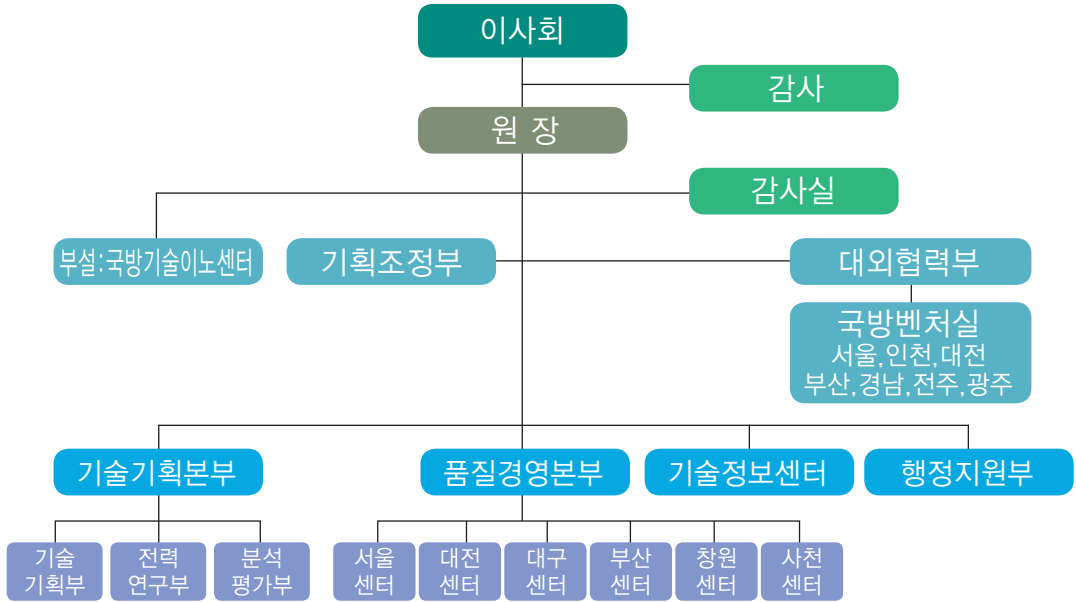 이사회
감사
원 장
감사실
부설:국방기술이노센터
기획조정부
대외협력부
국방벤처실
서울,인천,대전
부산,경남,전주,광주
기술기획본부
품질경영본부
기술정보센터
행정지원부
기술
기획부
전력
연구부
분석
평가부
서울
센터
대전
센터
대구
센터
부산
센터
창원
센터
사천
센터